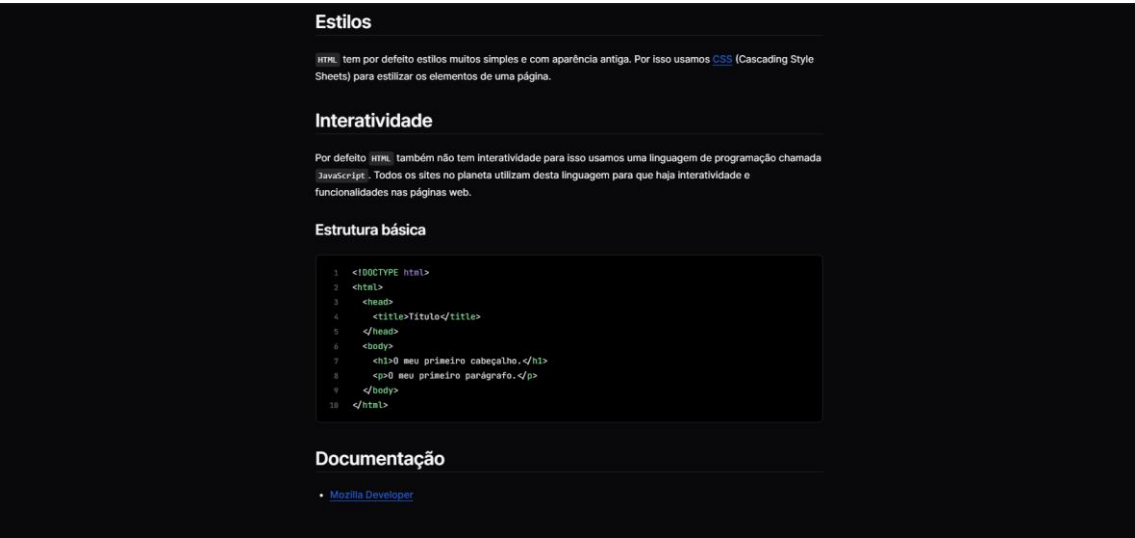 Estilos
HTML tem por defeito estilos muitos simples e com aparência antiga. Por isso usamos CSS (Cascading Style
Sheets) para estilizar os elementos de uma página.
Interatividade
Por defeito HTML também não tem interatividade para isso usamos uma linguagem de programação chamada
JavaScript. Todos os sites no planeta utilizam desta linguagem para que haja interatividade e
funcionalidades nas páginas web.
Estrutura básica
1 <!DOCTYPE html>
2 <html>
3   <head>
4     <title>Título</title>
5   </head>
6   <body>
7     <h1>O meu primeiro cabeçalho.</h1>
8     <p>O meu primeiro parágrafo.</p>
9   </body>
10 </html>
Documentação
• Mozilla Developer